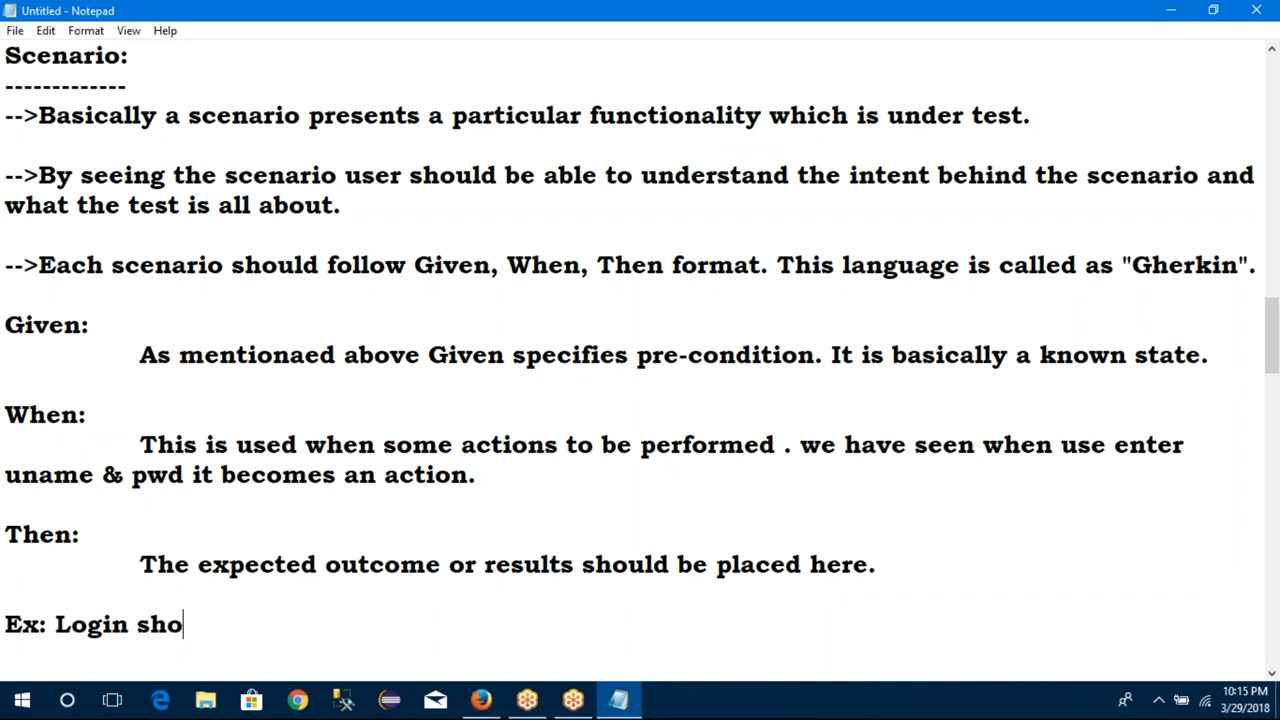 Untitled - Notepad
File Edit Format View Help
Scenario:
-------------
-->Basically a scenario presents a particular functionality which is under test.
-->By seeing the scenario user should be able to understand the intent behind the scenario and
what the test is all about.
-->Each scenario should follow Given, When, Then format. This language is called as "Gherkin".
Given:
As mentionaed above Given specifies pre-condition. It is basically a known state.
When:
This is used when some actions to be performed . we have seen when use enter
uname & pwd it becomes an action.
Then:
The expected outcome or results should be placed here.
Ex: Login sho
10:15 PM
3/29/2018